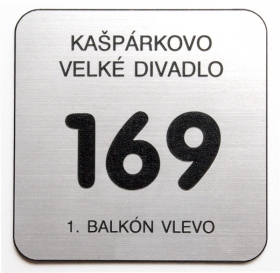 KAŠPÁRKOVO
VELKÉ DIVADLO
169
1. BALKÓN VLEVO